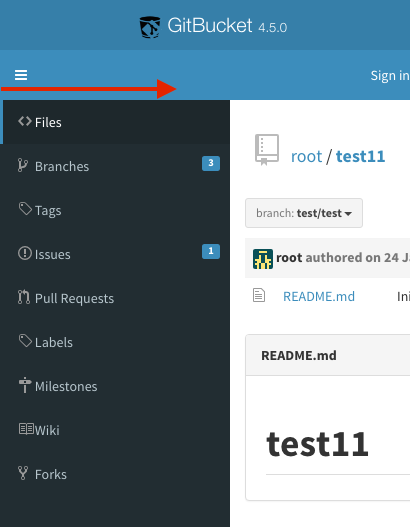 GitBucket 4.5.0
Sign in
Files
Branches 3
Tags
Issues 1
Pull Requests
Labels
Milestones
Wiki
Forks
root / test11
branch: test/test
root authored on 24 J
README.md Ini
README.md
test11